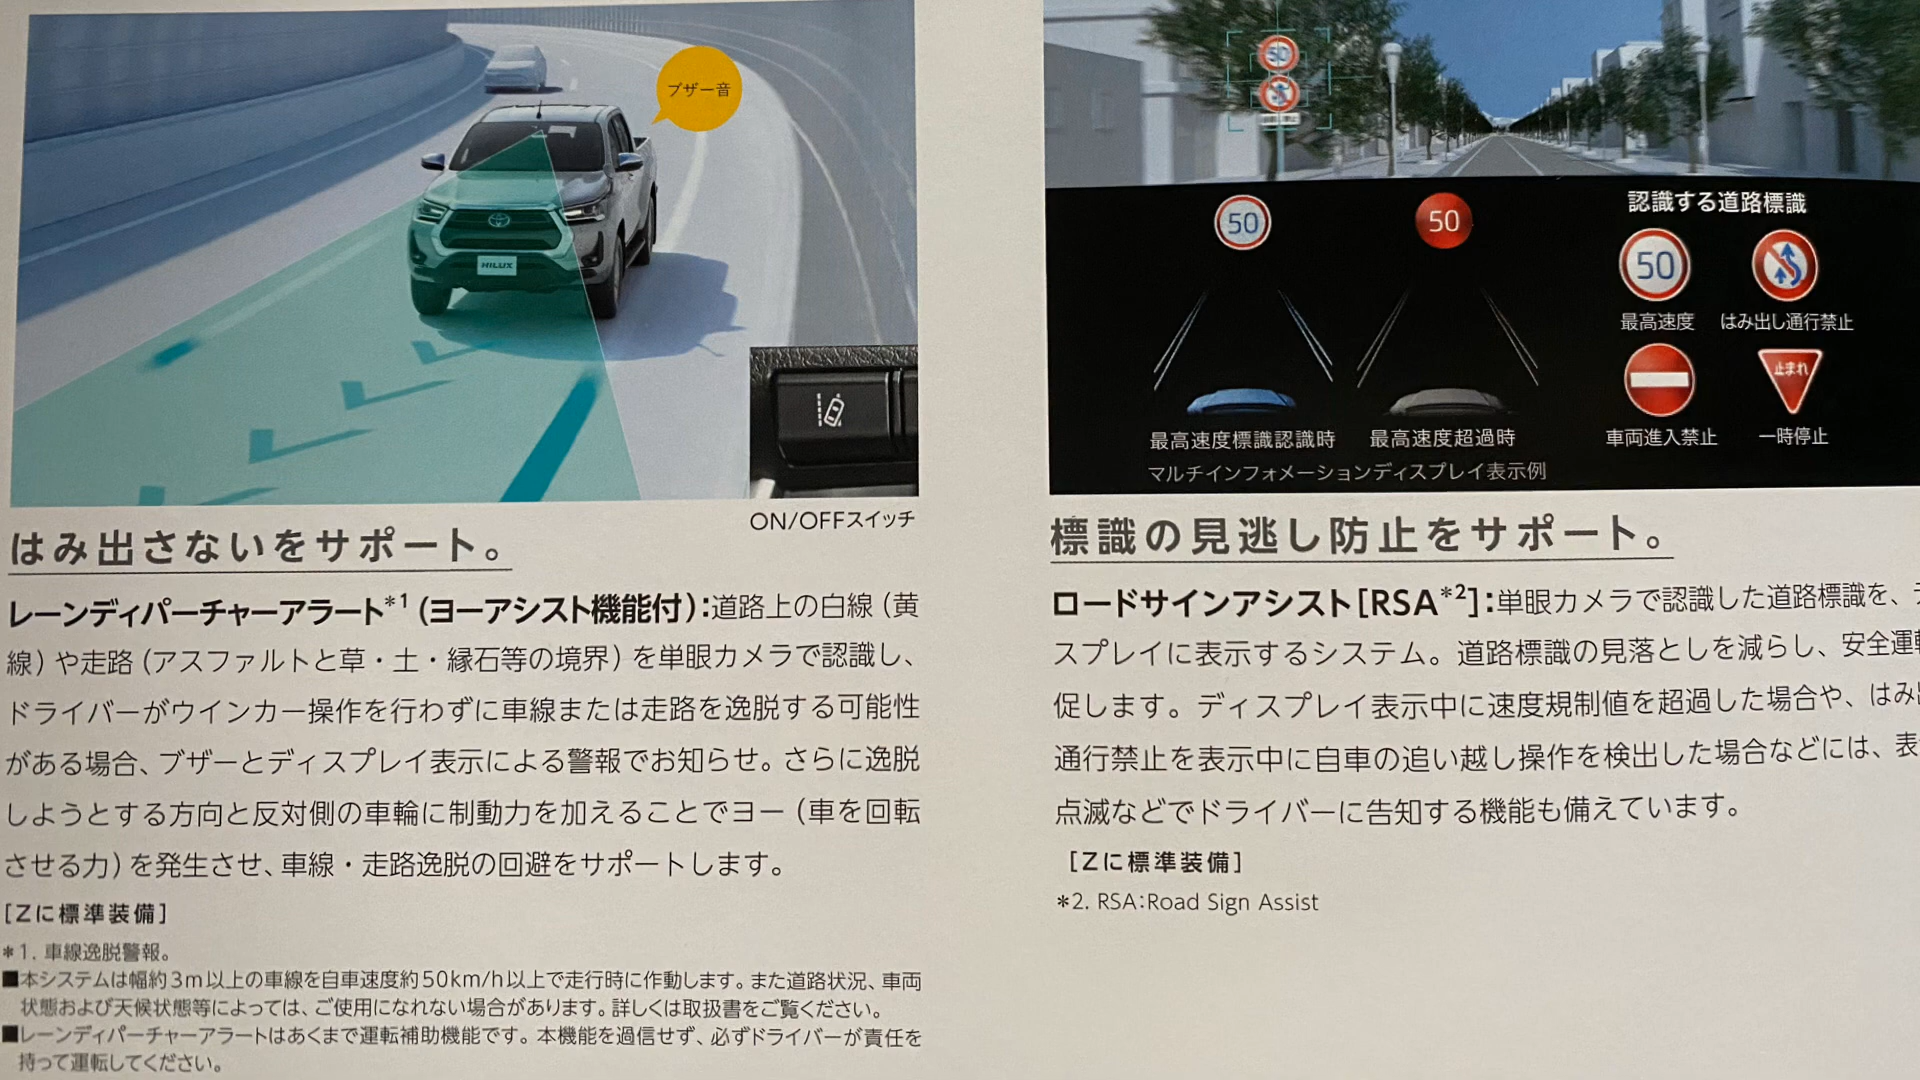 ブザー音
HILUX
ON/OFFスイッチ
はみ出さないをサポート。
レーンディパーチャーアラート*1(ヨーアシスト機能付):道路上の白線(黄
線)や走路(アスファルトと草・土・縁石等の境界)を単眼カメラで認識し、
ドライバーがウインカー操作を行わずに車線または走路を逸脱する可能性
がある場合、ブザーとディスプレイ表示による警報でお知らせ。さらに逸脱
しようとする方向と反対側の車輪に制動力を加えることでヨー(車を回転
させる力)を発生させ、車線・走路逸脱の回避をサポートします。
[Zに標準装備]
*1. 車線逸脱警報。
■本システムは幅約3m以上の車線を自車速度約50km/h以上で走行時に作動します。また道路状況、車両
状態および天候状態等によっては、ご使用になれない場合があります。詳しくは取扱書をご覧ください。
■レーンディパーチャーアラートはあくまで運転補助機能です。本機能を過信せず、必ずドライバーが責任を
持って運転してください。
50
50
50
認識する道路標識
50
最高速度
はみ出し通行禁止
止まれ
車両進入禁止
一時停止
最高速度標識認識時
最高速度超過時
マルチインフォメーションディスプレイ表示例
標識の見逃し防止をサポート。
ロードサインアシスト[RSA*2]:単眼カメラで認識した道路標識を、デ
スプレイに表示するシステム。道路標識の見落としを減らし、安全運転
促します。ディスプレイ表示中に速度規制値を超過した場合や、はみ出
通行禁止を表示中に自車の追い越し操作を検出した場合などには、表
点滅などでドライバーに告知する機能も備えています。
[Zに標準装備]
*2. RSA:Road Sign Assist